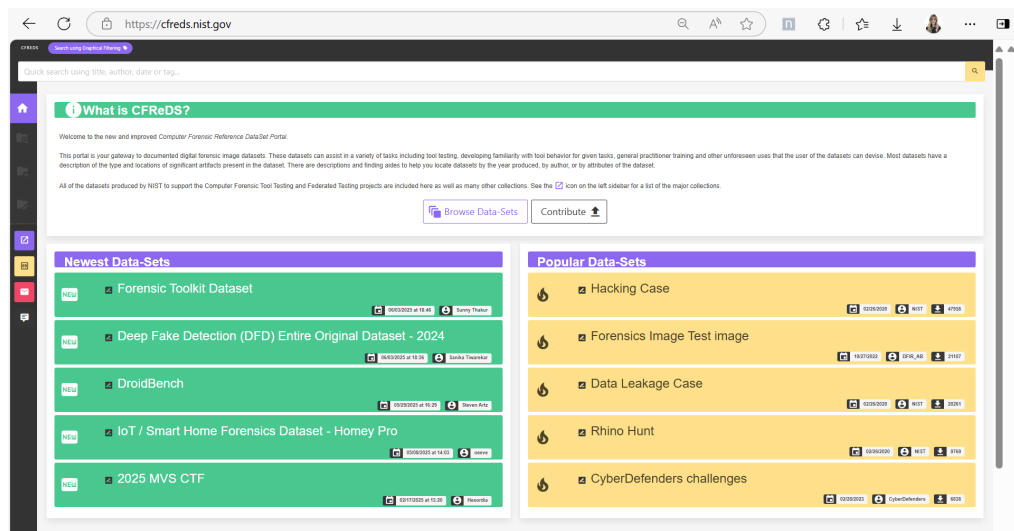 https://cfreds.nist.gov
CFREDS
Search using Graphical Filtering
Quick search using title, author, date or tag...
What is CFReDS?
Welcome to the new and improved Computer Forensic Reference DataSet Portal.
This portal is your gateway to documented digital forensic image datasets. These datasets can assist in a variety of tasks including tool testing, developing familiarity with tool behavior for given tasks, general practitioner training and other unforeseen uses that the user of the datasets can devise. Most datasets have a
description of the type and locations of significant artifacts present in the dataset. There are descriptions and finding aides to help you locate datasets by the year produced, by author, or by attributes of the dataset.
All of the datasets produced by NIST to support the Computer Forensic Tool Testing and Federated Testing projects are included here as well as many other collections. See the icon on the left sidebar for a list of the major collections.
Browse Data-Sets
Contribute
Newest Data-Sets
NEW
Forensic Toolkit Dataset
06/03/2025 at 18:46 Sunny Thakur
NEW
Deep Fake Detection (DFD) Entire Original Dataset - 2024
06/03/2025 at 18:36 Sanika Tiwarekar
NEW
DroidBench
05/29/2025 at 16:29 Steven Artz
NEW
IoT / Smart Home Forensics Dataset - Homey Pro
05/08/2025 at 14:03
NEW
2025 MVS CTF
02/17/2025 at 13:20 Hexordia
Popular Data-Sets
Hacking Case
02/26/2020 NIST 47958
Forensics Image Test image
10/27/2022 DFIR_AB 21107
Data Leakage Case
02/26/2020 NIST 20261
Rhino Hunt
02/26/2020 NIST 9769
CyberDefenders challenges
02/20/2023 CyberDefenders 6838